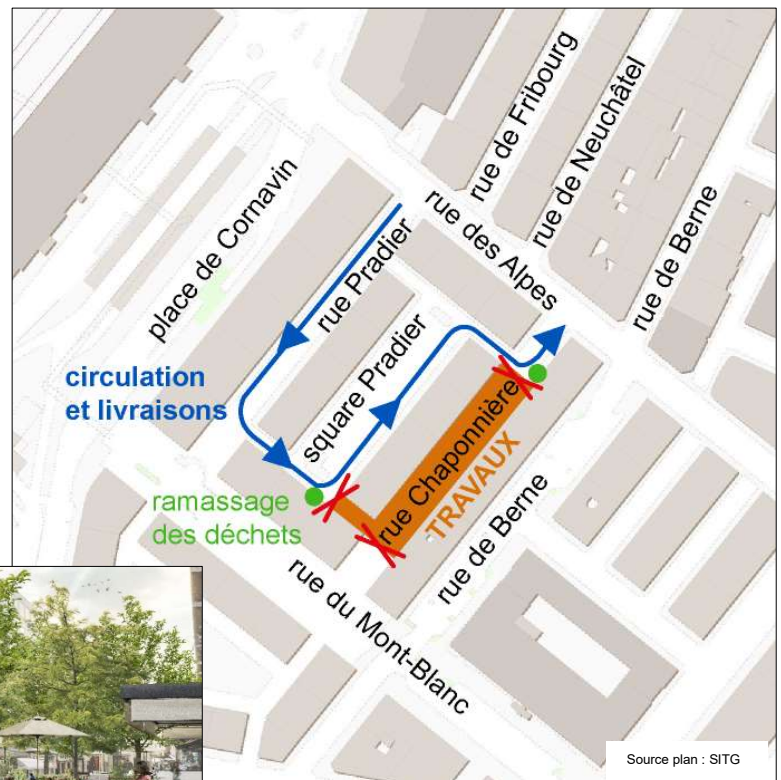 rue de Fribourg
rue de Neuchâtel
place de Cornavin
rue des Alpes
rue de Berne
rue Pradier
circulation
et livraisons
square Pradier
rue Chaponnière
TRAVAUX
ramassage
des déchets
rue de Berne
rue du Mont-Blanc
Source plan : SITG